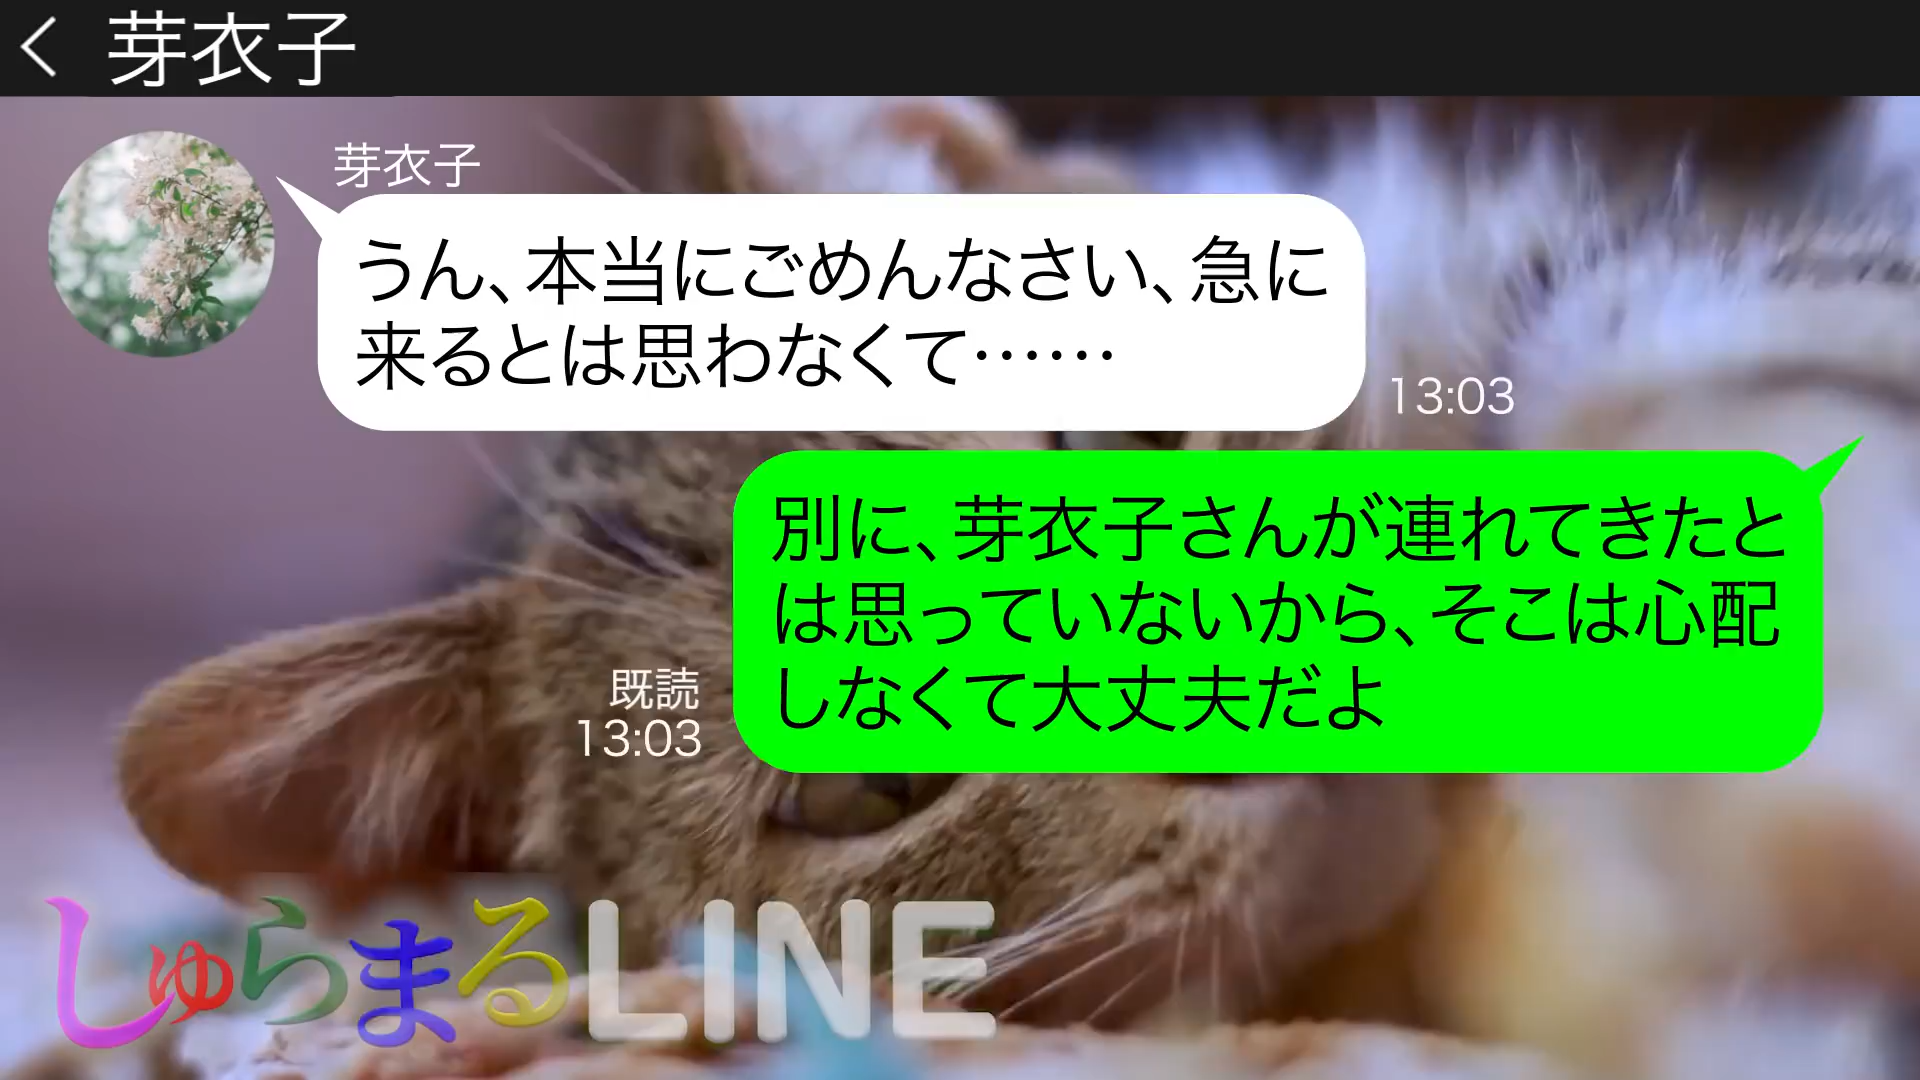 芽衣子
芽衣子
うん、本当にごめんなさい、急に
来るとは思わなくて……
13:03
別に、芽衣子さんが連れてきたと
は思っていないから、そこは心配
しなくて大丈夫だよ
既読
13:03
しゅらまるLINE